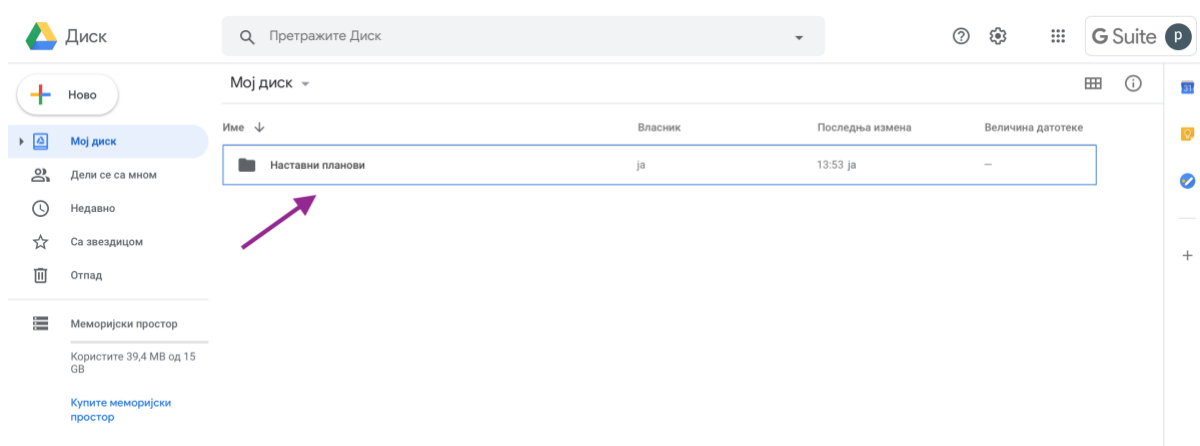 Диск
Претражите Диск
G Suite
P
Ново
Мој диск
31
Име
Власник
Последња измена
Величина датотеке
Мој диск
Наставни планови
ја
13:53 ја
—
Дели се са мном
Недавно
Са звездицом
Отпад
Меморијски простор
Користите 39,4 MB од 15
GB
Купите меморијски
простор